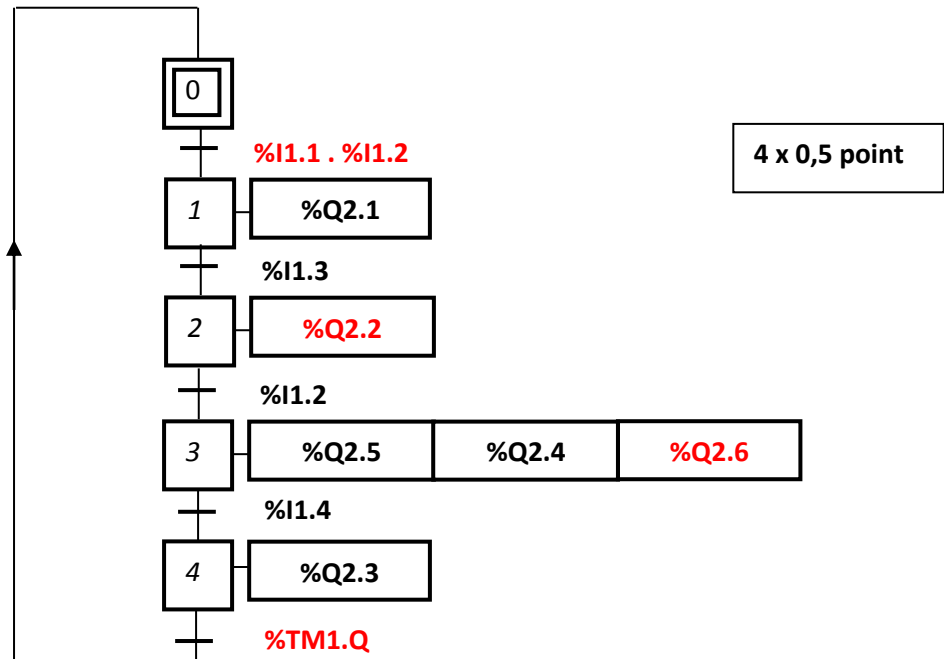 0
%I1.1 . %I1.2
4 x 0,5 point
1 %Q2.1
%I1.3
2 %Q2.2
%I1.2
3 %Q2.5 %Q2.4 %Q2.6
%I1.4
4 %Q2.3
%TM1.Q